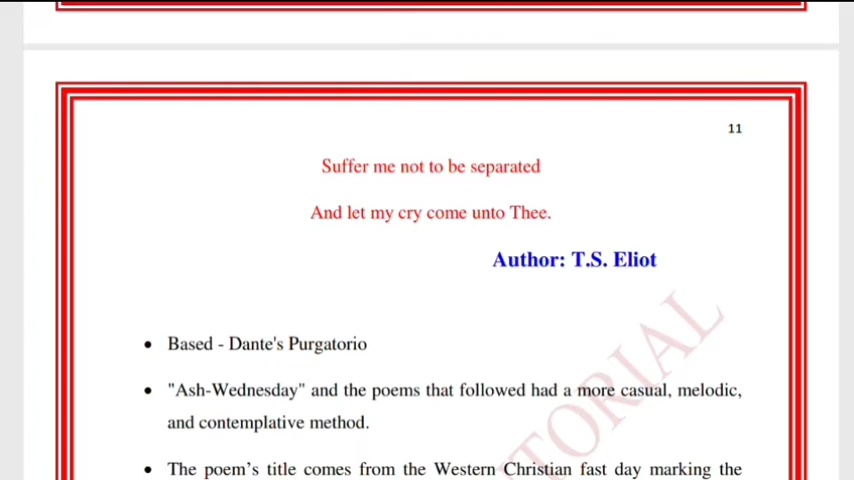 11
Suffer me not to be separated
And let my cry come unto Thee.
Author: T.S. Eliot
• Based - Dante's Purgatorio
• "Ash-Wednesday" and the poems that followed had a more casual, melodic,
and contemplative method.
• The poem’s title comes from the Western Christian fast day marking the
TORIAL